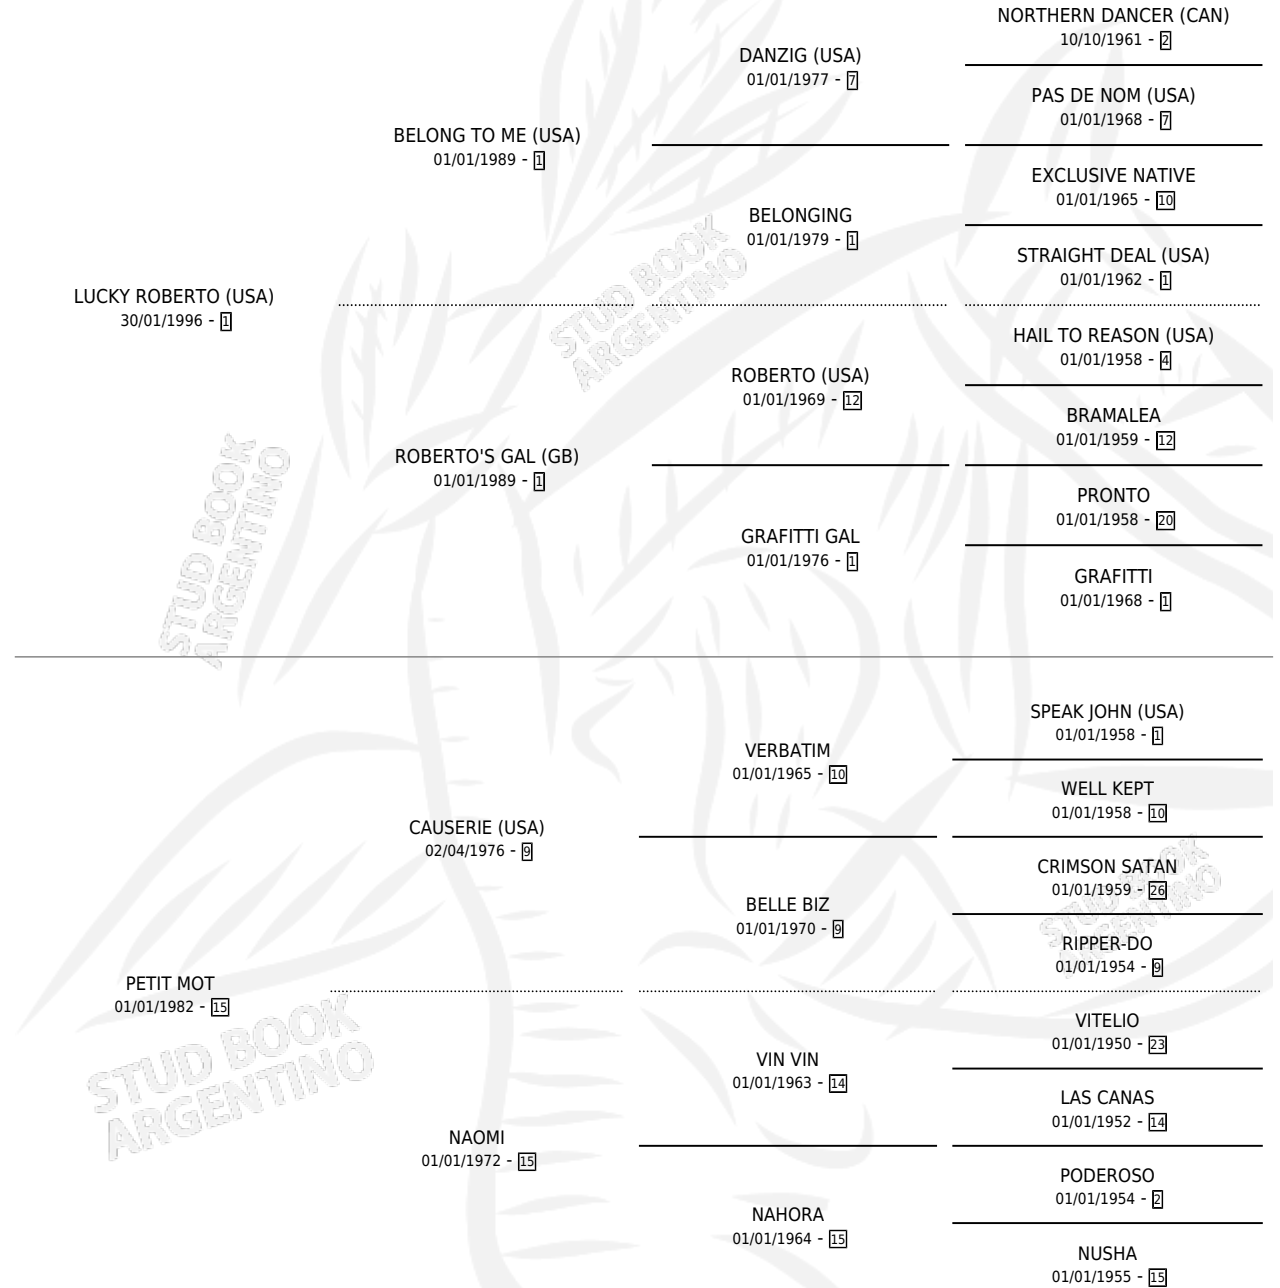 NORTHERN DANCER (CAN)
10/10/1961 - 2
DANZIG (USA)
01/01/1977 - 7
PAS DE NOM (USA)
01/01/1968 - 7
BELONG TO ME (USA)
01/01/1989 - 1
EXCLUSIVE NATIVE
01/01/1965 - 10
BELONGING
01/01/1979 - 1
STRAIGHT DEAL (USA)
01/01/1962 - 1
LUCKY ROBERTO (USA)
30/01/1996 - 1
STUD BOOK
ARGENTINO
HAIL TO REASON (USA)
01/01/1958 - 4
ROBERTO (USA)
01/01/1969 - 12
BRAMALEA
01/01/1959 - 12
ROBERTO'S GAL (GB)
01/01/1989 - 1
PRONTO
01/01/1958 - 20
GRAFITTI GAL
01/01/1976 - 1
GRAFITTI
01/01/1968 - 1
STUD BOOK
ARGENTINO
SPEAK JOHN (USA)
01/01/1958 - 1
VERBATIM
01/01/1965 - 10
WELL KEPT
01/01/1958 - 10
CAUSERIE (USA)
02/04/1976 - 9
CRIMSON SATAN
01/01/1959 - 26
STUD BOOK
ARGENTINO
BELLE BIZ
01/01/1970 - 9
RIPPER-DO
01/01/1954 - 9
PETIT MOT
01/01/1982 - 15
VITELIO
01/01/1950 - 23
VIN VIN
01/01/1963 - 14
LAS CANAS
01/01/1952 - 14
STUD BOOK
ARGENTINO
NAOMI
01/01/1972 - 15
PODEROSO
01/01/1954 - 2
NAHORA
01/01/1964 - 15
NUSHA
01/01/1955 - 15